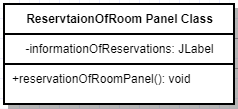 ReservtaionOfRoom Panel Class
-informationOfReservations: JLabel
+reservationOfRoomPanel(): void